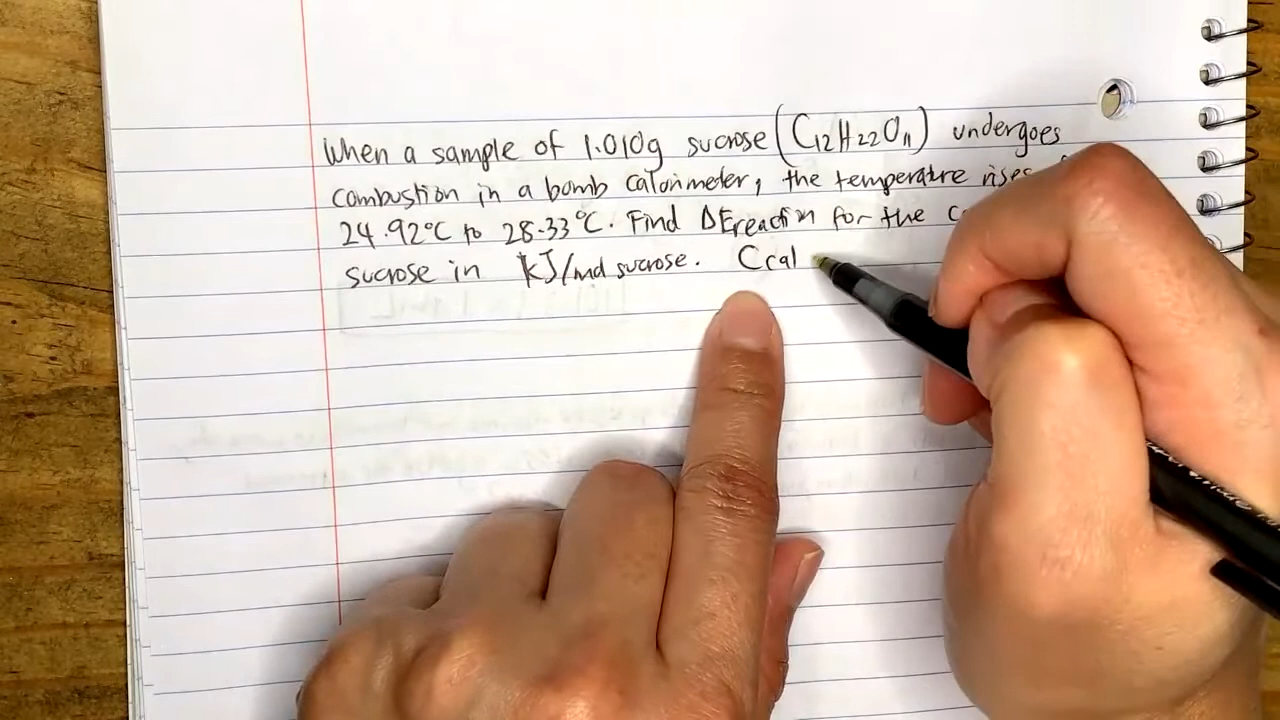 When a sample of 1.010g sucrose (C12H22O11) undergoes
combustion in a bomb calorimeter, the temperature rises
24.92°C to 28.33°C. Find ΔEreaction for the
sucrose in kJ/mol sucrose. Ccal